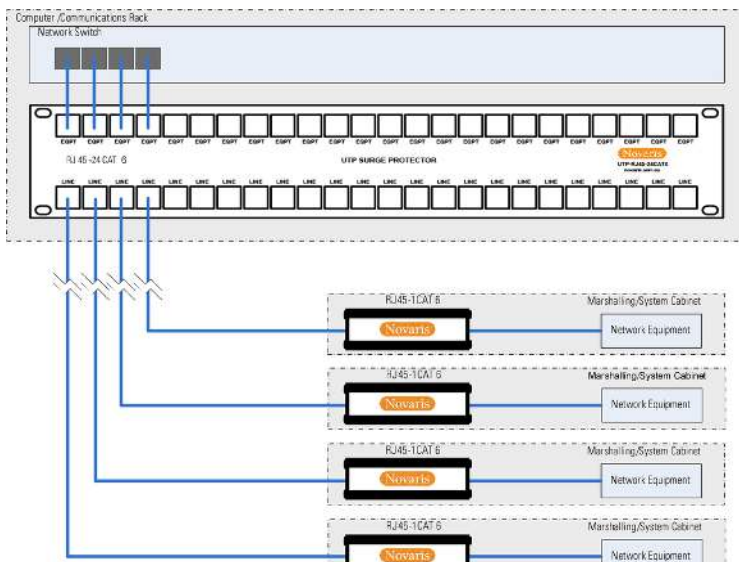 Computer /Communications Rack
Network Switch
EQPT EQPT EQPT EQPT EQPT EQPT EQPT EQPT EQPT EQPT EQPT EQPT EQPT EQPT EQPT EQPT EQPT EQPT EQPT EQPT EQPT EQPT EQPT EQPT
RJ 45 -24 CAT 6
UTP SURGE PROTECTOR
Novaris
UTP-RJ45-24CAT6
LINE LINE LINE LINE LINE LINE LINE LINE LINE LINE LINE LINE LINE LINE LINE LINE LINE LINE LINE LINE LINE LINE LINE LINE
RJ45-1CAT 6 Marshalling/System Cabinet
Novaris Network Equipment
RJ45-1CAT 6 Marshalling/System Cabinet
Novaris Network Equipment
RJ45-1CAT 6 Marshalling/System Cabinet
Novaris Network Equipment
RJ45-1CAT 6 Marshalling/System Cabinet
Novaris Network Equipment